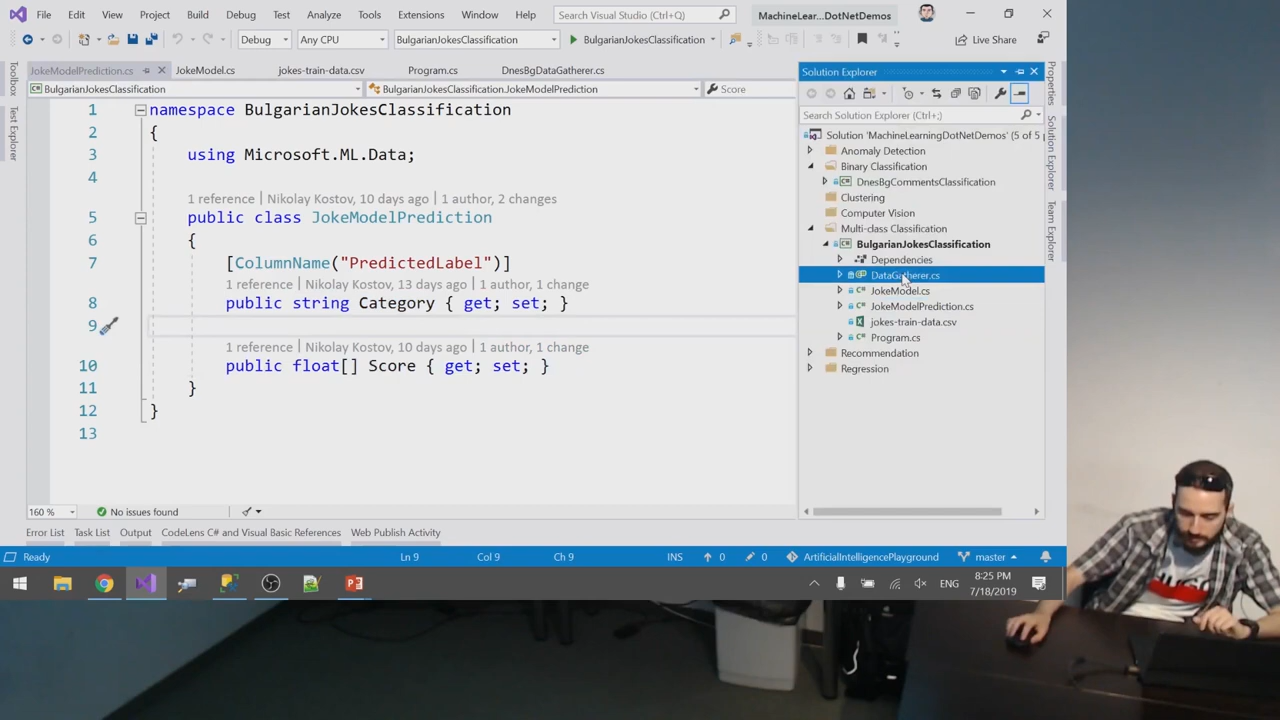 File Edit View Project Build Debug Test Analyze Tools Extensions Window Help Search Visual Studio (Ctrl+Q) MachineLear...DotNetDemos
Debug Any CPU BulgarianJokesClassification BulgarianJokesClassification Live Share
JokeModelPrediction.cs JokeModel.cs jokes-train-data.csv Program.cs DnesBgDataGatherer.cs
BulgarianJokesClassification BulgarianJokesClassification.JokeModelPrediction Score
Toolbox
Test Explorer
1 namespace BulgarianJokesClassification
2 {
3 using Microsoft.ML.Data;
4
1 reference | Nikolay Kostov, 10 days ago | 1 author, 2 changes
5 public class JokeModelPrediction
6 {
7 [ColumnName("PredictedLabel")]
1 reference | Nikolay Kostov, 13 days ago | 1 author, 1 change
8 public string Category { get; set; }
9
1 reference | Nikolay Kostov, 10 days ago | 1 author, 1 change
10 public float[] Score { get; set; }
11 }
12 }
13
160 % No issues found
Solution Explorer
Search Solution Explorer (Ctrl+;)
Solution 'MachineLearningDotNetDemos' (5 of 5 p
Anomaly Detection
Binary Classification
DnesBgCommentsClassification
Clustering
Computer Vision
Multi-class Classification
BulgarianJokesClassification
Dependencies
DataGatherer.cs
JokeModel.cs
JokeModelPrediction.cs
jokes-train-data.csv
Program.cs
Recommendation
Regression
Properties
Solution Explorer
Team Explorer
Error List Task List Output CodeLens C# and Visual Basic References Web Publish Activity
Ready Ln 9 Col 9 Ch 9 INS 0 0 ArtificialIntelligencePlayground master
ENG 8:25 PM
7/18/2019